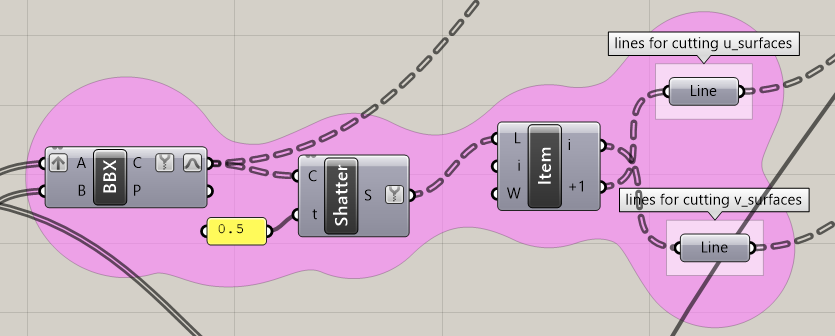 lines for cutting u_surfaces
Line
A BBX C
B P
C Shatter S
t
0.5
L Item i
i
W +1
lines for cutting v_surfaces
Line